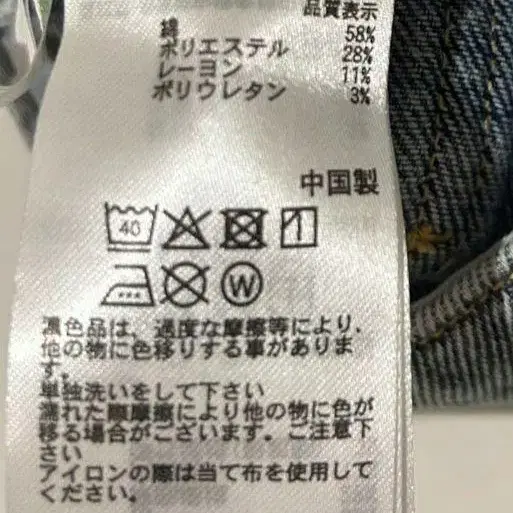 品質表示
綿 58%
ポリエステル 28%
レーヨン 11%
ポリウレタン 3%
中国製
40
W
濃色品は、過度な摩擦等により、
他の物に色移りする事がありま
す。
単独洗いをして下さい
濡れた際摩擦により他の物に色が
移る場合がございます。ご注意下
さい
アイロンの際は当て布を使用して
ください。